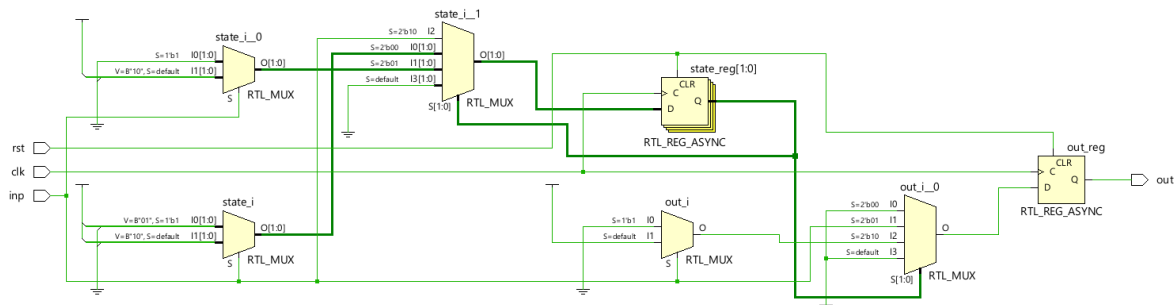 state_i__0
S=1'b1 I0[1:0]
V=B"10", S=default I1[1:0]
O[1:0]
S
RTL_MUX
state_i__1
S=2'b10 I2
S=2'b00 I0[1:0]
S=2'b01 I1[1:0]
S=default I3[1:0]
O[1:0]
S[1:0]
RTL_MUX
state_reg[1:0]
CLR
C
D
Q
RTL_REG_ASYNC
rst
clk
inp
state_i
V=B"01", S=1'b1 I0[1:0]
V=B"10", S=default I1[1:0]
O[1:0]
S
RTL_MUX
out_i
S=1'b1 I0
S=default I1
O
S
RTL_MUX
out_i__0
S=2'b00 I0
S=2'b01 I1
S=2'b10 I2
S=default I3
O
S[1:0]
RTL_MUX
out_reg
CLR
C
D
Q
RTL_REG_ASYNC
out